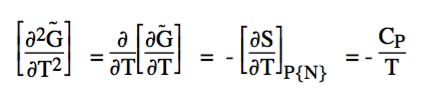 [∂²G̃/∂T²] = ∂/∂T [∂G̃/∂T] = - [∂S/∂T]P{N} = - CP/T